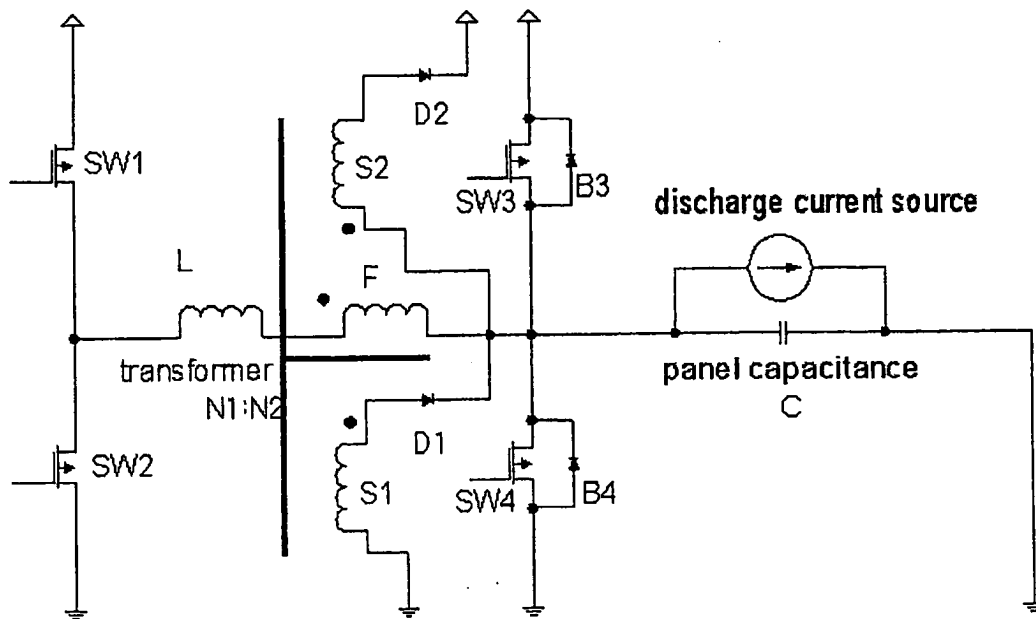 D2
S2
SW1
SW3
B3
discharge current source
L
F
transformer
N1:N2
panel capacitance
C
D1
SW2
S1
SW4
B4